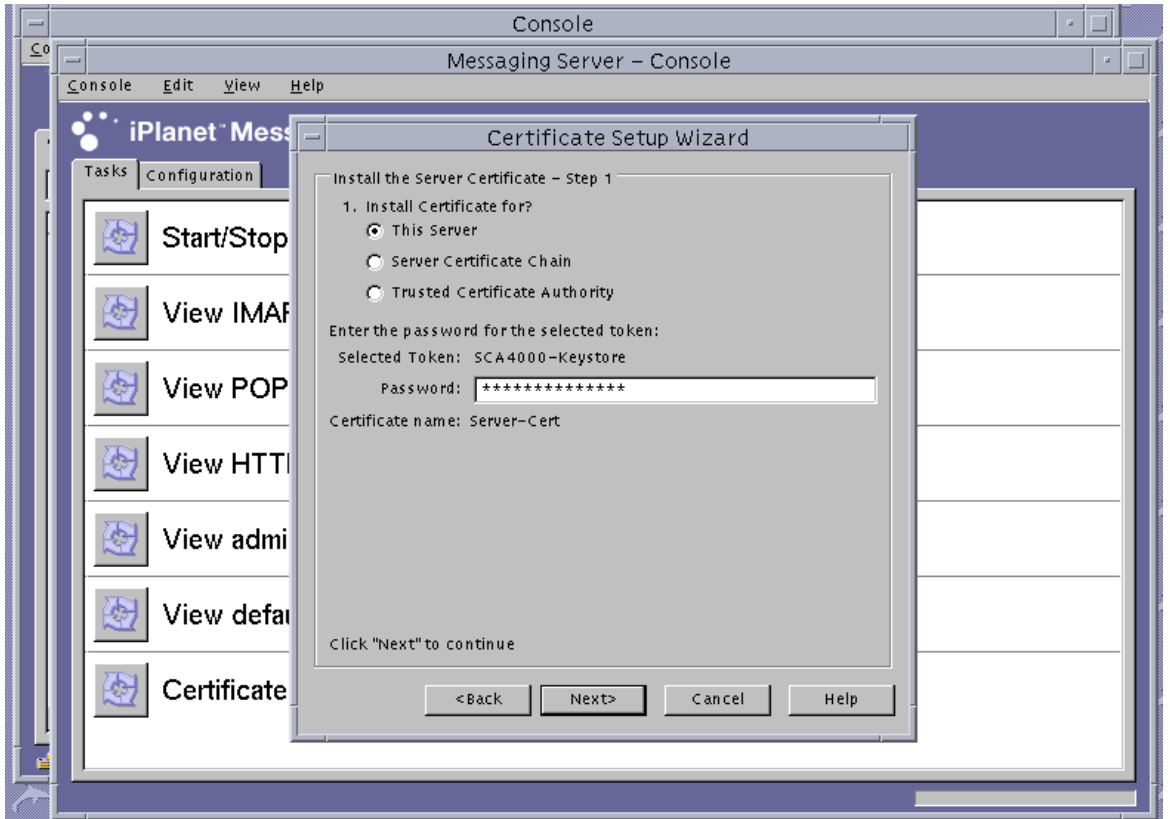 Console
Co
Messaging Server – Console
Console Edit View Help
iPlanet™ Mess
Certificate Setup Wizard
Tasks Configuration
Install the Server Certificate – Step 1
1. Install Certificate for?
This Server
Server Certificate Chain
Trusted Certificate Authority
Enter the password for the selected token:
Selected Token: SCA4000-Keystore
Password: **************
Certificate name: Server-Cert
Click "Next" to continue
<Back Next> Cancel Help
Start/Stop
View IMAP
View POP
View HTT
View admi
View defau
Certificate